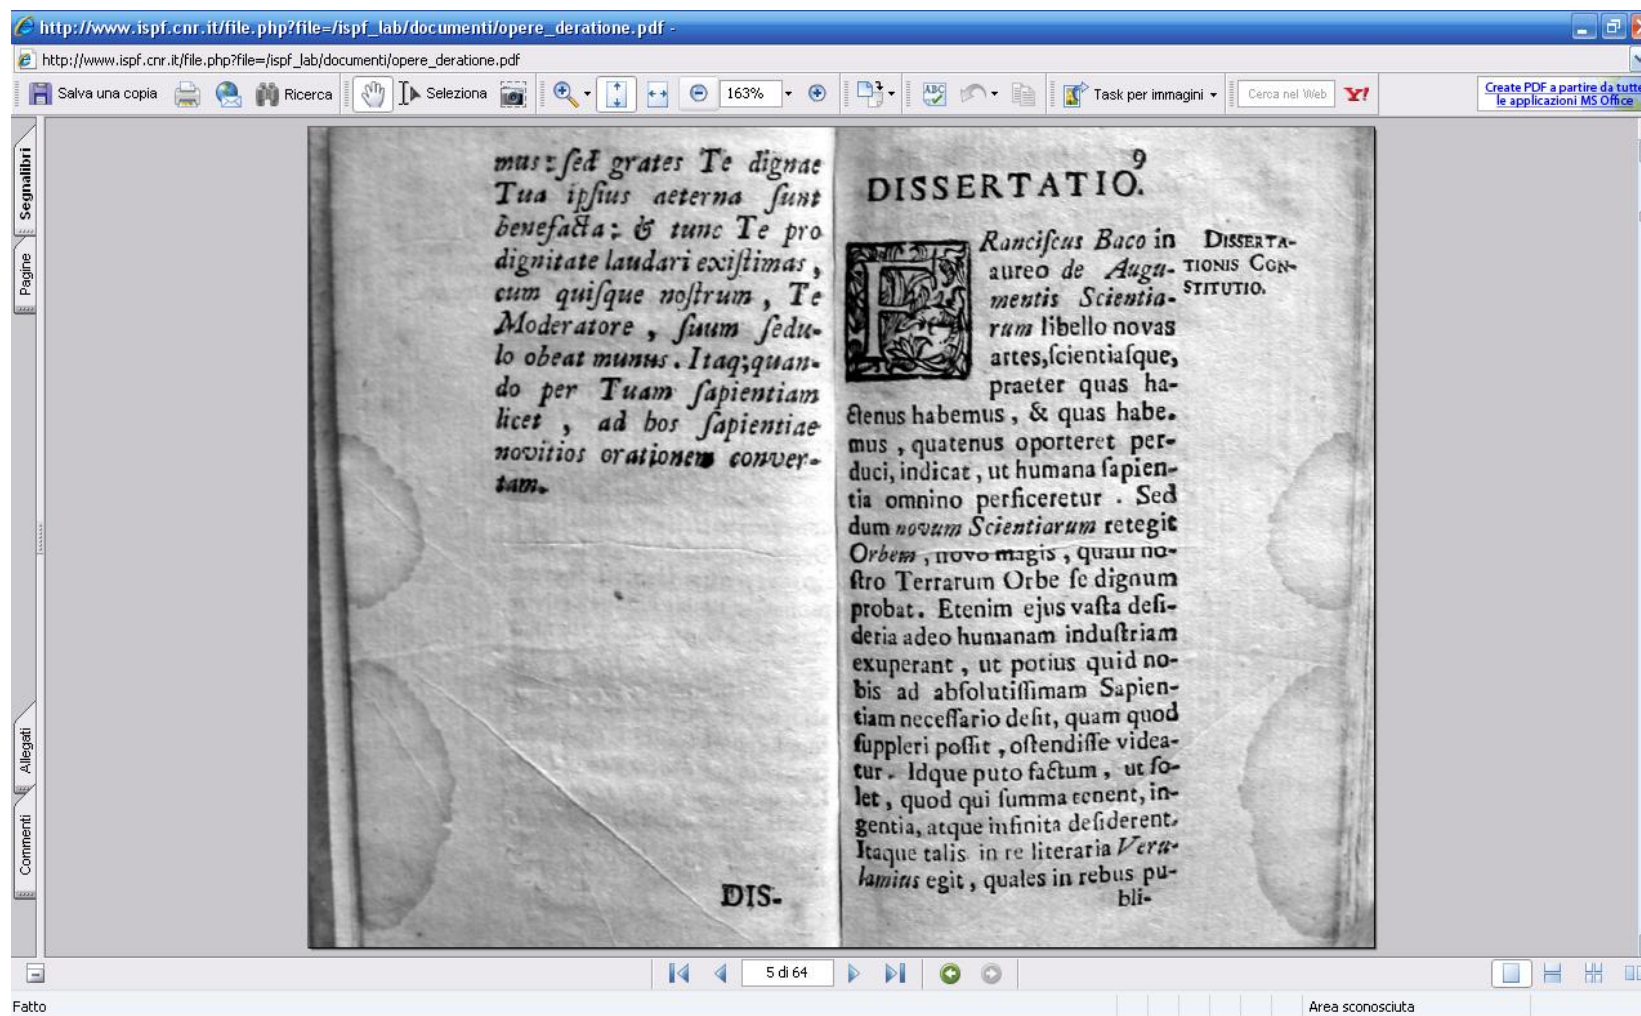 http://www.ispf.cnr.it/file.php?file=/ispf_lab/documenti/opere_deratione.pdf -
http://www.ispf.cnr.it/file.php?file=/ispf_lab/documenti/opere_deratione.pdf
Salva una copia
Ricerca
Seleziona
163%
Task per immagini
Cerca nel Web
Y!
Create PDF a partire da tutte
le applicazioni MS Office
Segnalibri
Pagine
Allegati
Commenti
mus: ſed grates Te dignae
Tua ipſius aeterna ſunt
benefacta; & tunc Te pro
dignitate laudari exiſtimas,
cum quiſque noſtrum, Te
Moderatore, ſuum ſedu-
lo obeat munus. Itaq; quan-
do per Tuam ſapientiam
licet, ad hos ſapientiae
novitios orationem conver-
tam.
DIS-
9
DISSERTATIO.
FRanciſcus Baco in
aureo de Augu-
mentis Scientia-
rum libello novas
artes, ſcientiaſque,
praeter quas ha-
ctenus habemus, & quas habe-
mus, quatenus oporteret per-
duci, indicat, ut humana ſapien-
tia omnino perficeretur. Sed
dum novum Scientiarum retegit
Orbem, novo magis, quam no-
ſtro Terrarum Orbe ſe dignum
probat. Etenim ejus vaſta deſi-
deria adeo humanam induſtriam
exuperant, ut potius quid no-
bis ad abſolutiſſimam Sapien-
tiam neceſſario deſit, quam quod
ſuppleri poſſit, oſtendiſſe videa-
tur. Idque puto factum, ut ſo-
let, quod qui ſumma tenent, in-
gentia, atque infinita deſiderent.
Itaque talis in re literaria Veru-
lamius egit, quales in rebus pu-
bli-
DISSERTA-
TIONIS CON-
STITUTIO.
5 di 64
Fatto
Area sconosciuta